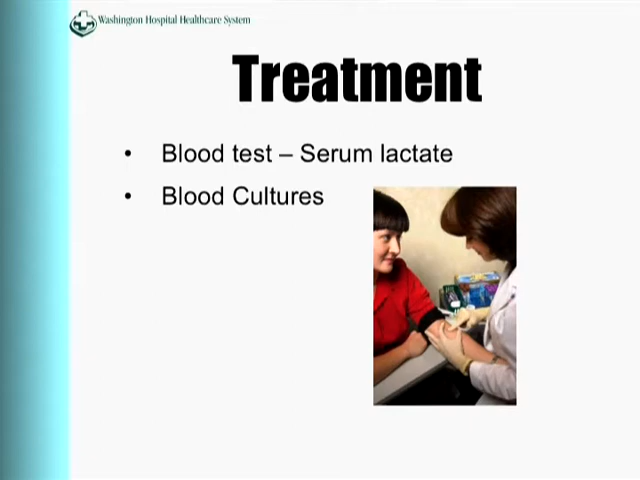 Washington Hospital Healthcare System
Treatment
• Blood test – Serum lactate
• Blood Cultures